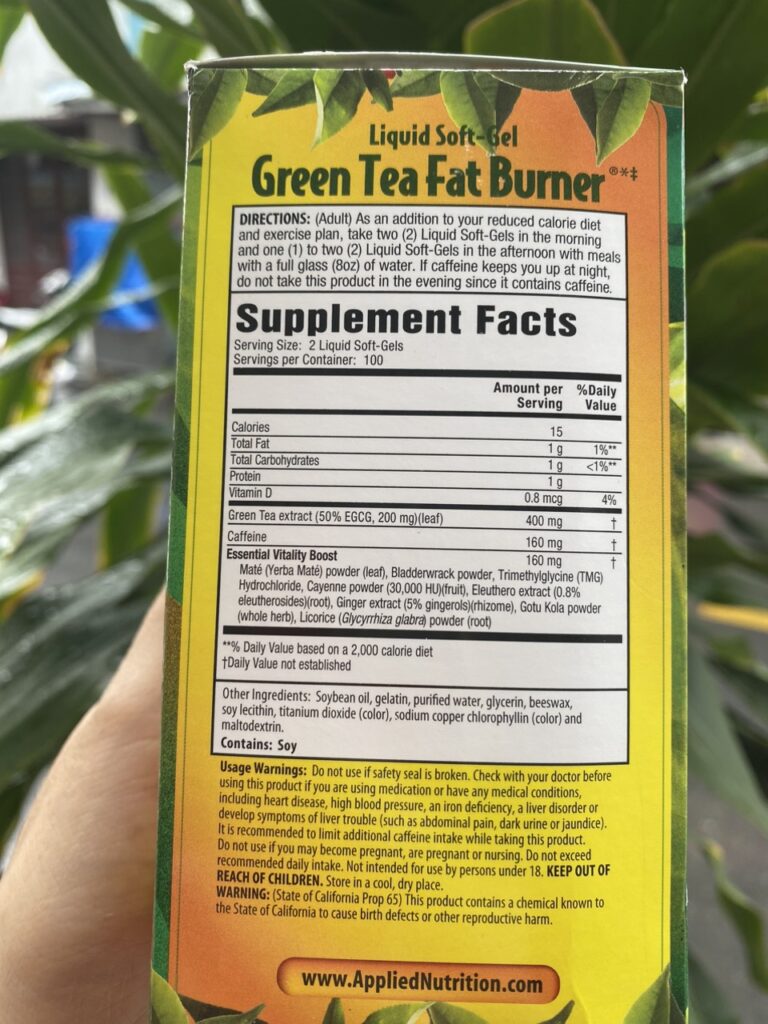 Liquid Soft-Gel
Green Tea Fat Burner®*‡
DIRECTIONS: (Adult) As an addition to your reduced calorie diet
and exercise plan, take two (2) Liquid Soft-Gels in the morning
and one (1) to two (2) Liquid Soft-Gels in the afternoon with meals
with a full glass (8oz) of water. If caffeine keeps you up at night,
do not take this product in the evening since it contains caffeine.
Supplement Facts
Serving Size: 2 Liquid Soft-Gels
Servings per Container: 100
Amount per %Daily
Serving Value
Calories 15
Total Fat 1 g 1%**
Total Carbohydrates 1 g <1%**
Protein 1 g
Vitamin D 0.8 mcg 4%
Green Tea extract (50% EGCG, 200 mg)(leaf) 400 mg †
Caffeine 160 mg †
Essential Vitality Boost 160 mg †
Maté (Yerba Maté) powder (leaf), Bladderwrack powder, Trimethylglycine (TMG)
Hydrochloride, Cayenne powder (30,000 HU)(fruit), Eleuthero extract (0.8%
eleutherosides)(root), Ginger extract (5% gingerols)(rhizome), Gotu Kola powder
(whole herb), Licorice (Glycyrrhiza glabra) powder (root)
**% Daily Value based on a 2,000 calorie diet
†Daily Value not established
Other Ingredients: Soybean oil, gelatin, purified water, glycerin, beeswax,
soy lecithin, titanium dioxide (color), sodium copper chlorophyllin (color) and
maltodextrin.
Contains: Soy
Usage Warnings: Do not use if safety seal is broken. Check with your doctor before
using this product if you are using medication or have any medical conditions,
including heart disease, high blood pressure, an iron deficiency, a liver disorder or
develop symptoms of liver trouble (such as abdominal pain, dark urine or jaundice).
It is recommended to limit additional caffeine intake while taking this product.
Do not use if you may become pregnant, are pregnant or nursing. Do not exceed
recommended daily intake. Not intended for use by persons under 18. KEEP OUT OF
REACH OF CHILDREN. Store in a cool, dry place.
WARNING: (State of California Prop 65) This product contains a chemical known to
the State of California to cause birth defects or other reproductive harm.
www.AppliedNutrition.com